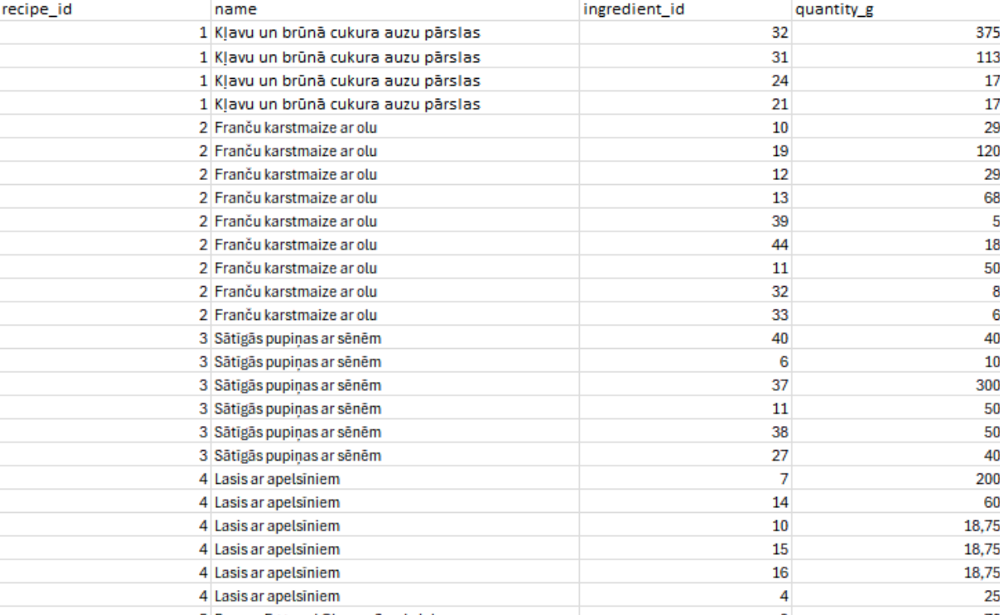 recipe_id name ingredient_id quantity_g
1 Kļavu un brūnā cukura auzu pārslas 32 375
1 Kļavu un brūnā cukura auzu pārslas 31 113
1 Kļavu un brūnā cukura auzu pārslas 24 17
1 Kļavu un brūnā cukura auzu pārslas 21 17
2 Franču karstmaize ar olu 10 29
2 Franču karstmaize ar olu 19 120
2 Franču karstmaize ar olu 12 29
2 Franču karstmaize ar olu 13 68
2 Franču karstmaize ar olu 39 5
2 Franču karstmaize ar olu 44 18
2 Franču karstmaize ar olu 11 50
2 Franču karstmaize ar olu 32 8
2 Franču karstmaize ar olu 33 6
3 Sātīgās pupiņas ar sēnēm 40 40
3 Sātīgās pupiņas ar sēnēm 6 10
3 Sātīgās pupiņas ar sēnēm 37 300
3 Sātīgās pupiņas ar sēnēm 11 50
3 Sātīgās pupiņas ar sēnēm 38 50
3 Sātīgās pupiņas ar sēnēm 27 40
4 Lasis ar apelsīniem 7 200
4 Lasis ar apelsīniem 14 60
4 Lasis ar apelsīniem 10 18,75
4 Lasis ar apelsīniem 15 18,75
4 Lasis ar apelsīniem 16 18,75
4 Lasis ar apelsīniem 4 25